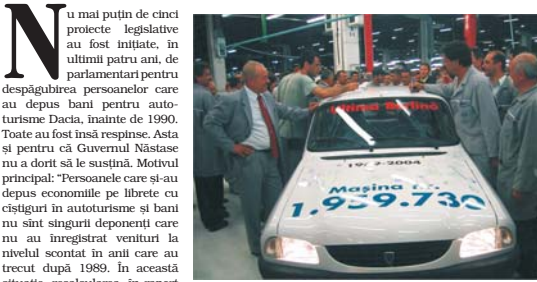 Nu mai puțin de cinci
proiecte legislative
au fost inițiate, în
ultimii patru ani, de
parlamentari pentru
despăgubirea persoanelor care
au depus bani pentru auto-
turisme Dacia, înainte de 1990.
Toate au fost însă respinse. Asta
și pentru că Guvernul Năstase
nu a dorit să le susțină. Motivul
principal: “Persoanele care și-au
depus economiile pe librete cu
cîștiguri în autoturisme și bani
nu sînt singurii deponenți care
nu au înregistrat venituri la
nivelul scontat în anii care au
trecut după 1989. În această
Ultima Berlină
2004
Mașina
1.959.730